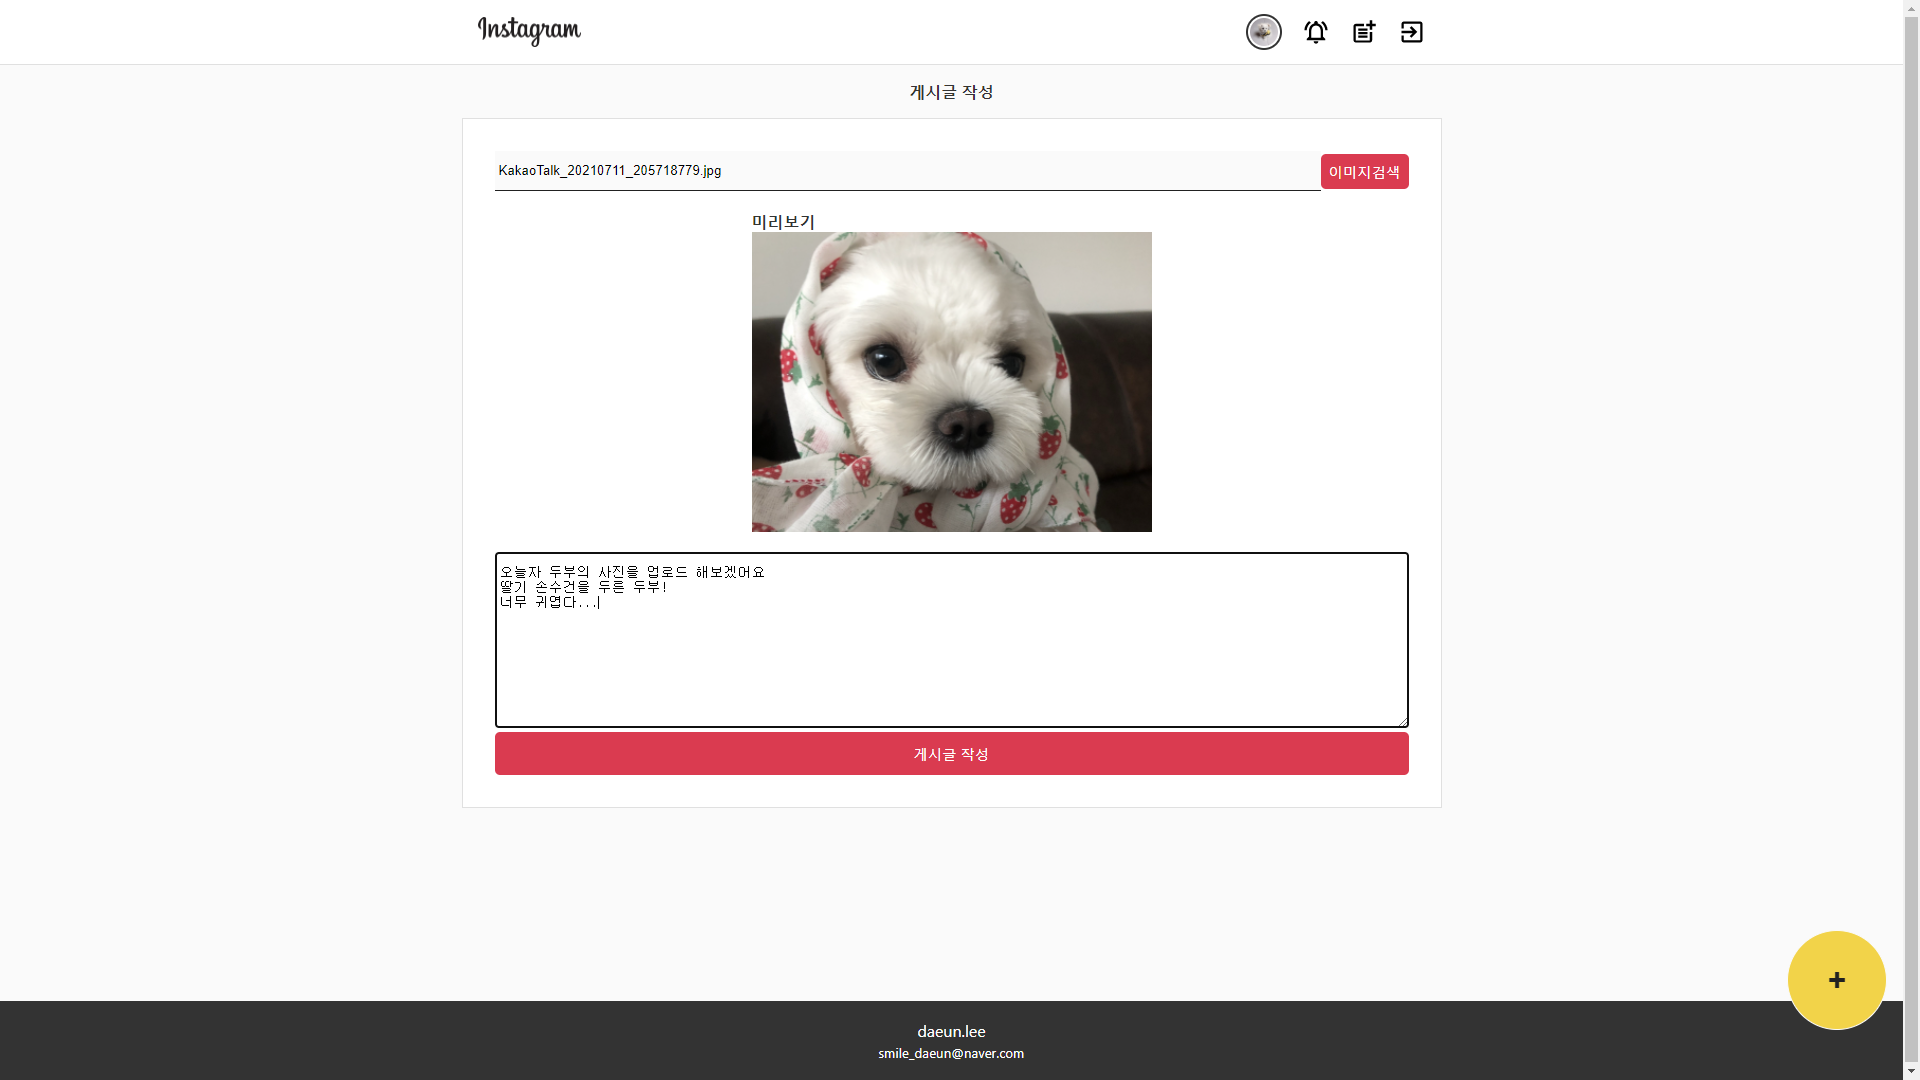 Instagram
게시글 작성
KakaoTalk_20210711_205718779.jpg
이미지검색
미리보기
오늘자 두부의 사진을 업로드 해보겠어요
딸기 손수건을 두른 두부!
너무 귀엽다...
게시글 작성
+
daeun.lee
smile_daeun@naver.com